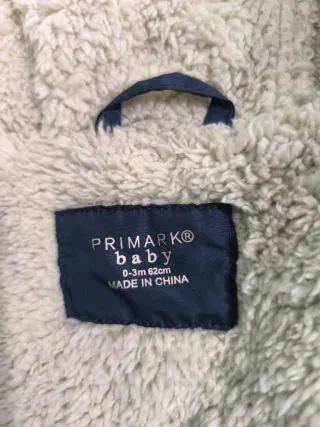 PRIMARK®
baby
0-3m 62cm
MADE IN CHINA